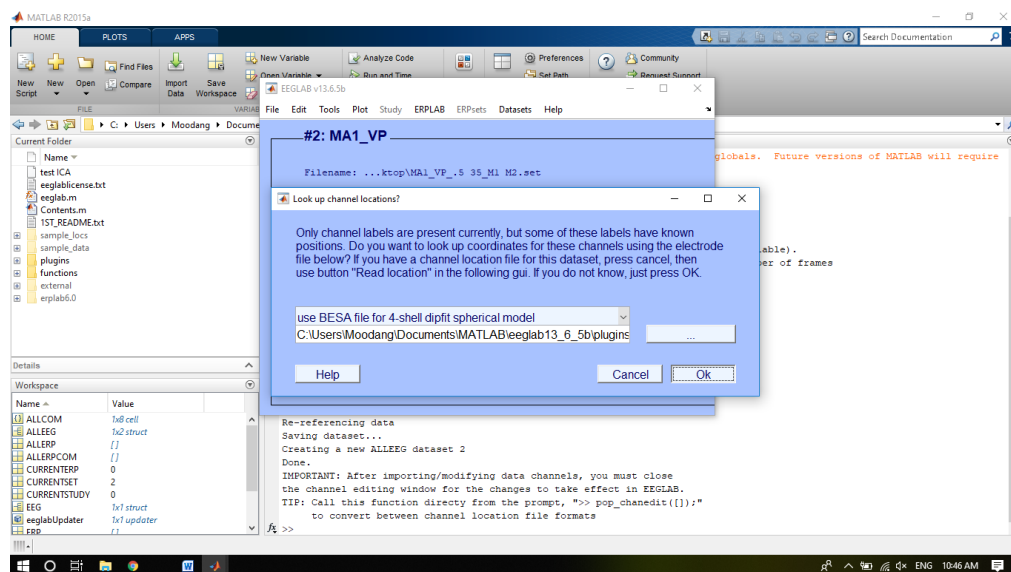 MATLAB R2015a
HOME PLOTS APPS
Search Documentation
New Script
New
Open
Find Files
Compare
Import Data
Save Workspace
New Variable
Open Variable
Analyze Code
Run and Time
Preferences
Set Path
Community
Request Support
FILE
VARIAB
C: Users Moodang Docume
Current Folder
Name
test ICA
eeglablicense.txt
eeglab.m
Contents.m
1ST_README.txt
sample_locs
sample_data
plugins
functions
external
erplab6.0
Details
Workspace
Name Value
ALLCOM 1x8 cell
ALLEEG 1x2 struct
ALLERP []
ALLERPCOM []
CURRENTERP 0
CURRENTSET 2
CURRENTSTUDY 0
EEG 1x1 struct
eeglabUpdater 1x1 updater
ERP []
EEGLAB v13.6.5b
File Edit Tools Plot Study ERPLAB ERPsets Datasets Help
#2: MA1_VP
Filename: ...ktop\MA1_VP_.5 35_M1 M2.set
globals. Future versions of MATLAB will require
able).
er of frames
Look up channel locations?
Only channel labels are present currently, but some of these labels have known
positions. Do you want to look up coordinates for these channels using the electrode
file below? If you have a channel location file for this dataset, press cancel, then
use button "Read location" in the following gui. If you do not know, just press OK.
use BESA file for 4-shell dipfit spherical model
C:\Users\Moodang\Documents\MATLAB\eeglab13_6_5b\plugins
...
Help Cancel Ok
Re-referencing data
Saving dataset...
Creating a new ALLEEG dataset 2
Done.
IMPORTANT: After importing/modifying data channels, you must close
the channel editing window for the changes to take effect in EEGLAB.
TIP: Call this function directy from the prompt, ">> pop_chanedit([]);"
to convert between channel location file formats
fx >>
ENG 10:46 AM